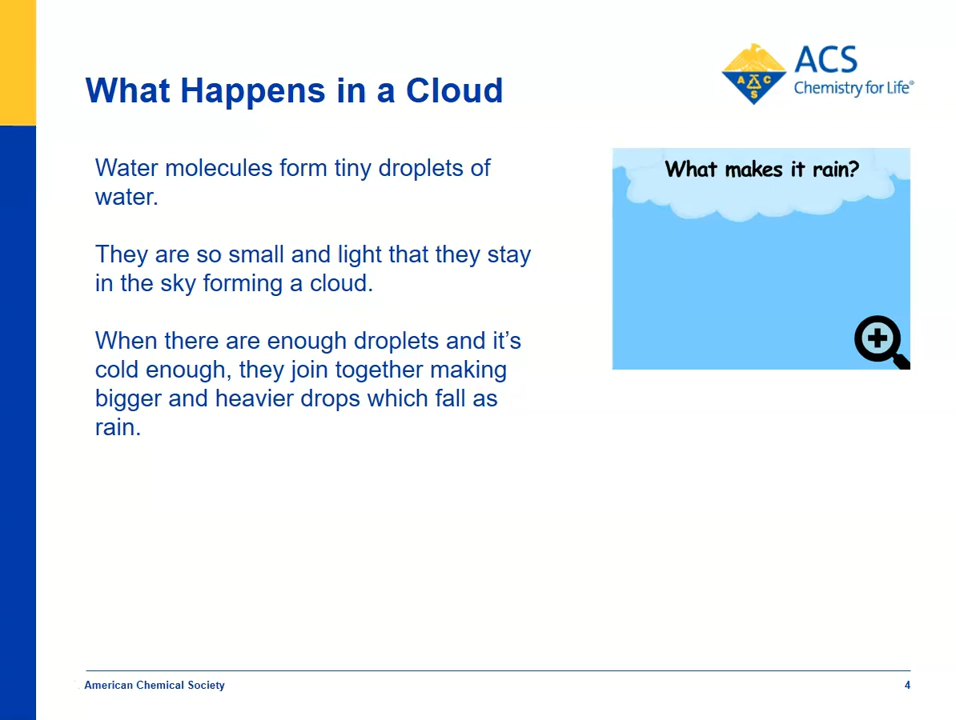 What Happens in a Cloud
A C S
ACS
Chemistry for Life®
Water molecules form tiny droplets of
water.
They are so small and light that they stay
in the sky forming a cloud.
When there are enough droplets and it's
cold enough, they join together making
bigger and heavier drops which fall as
rain.
What makes it rain?
American Chemical Society
4